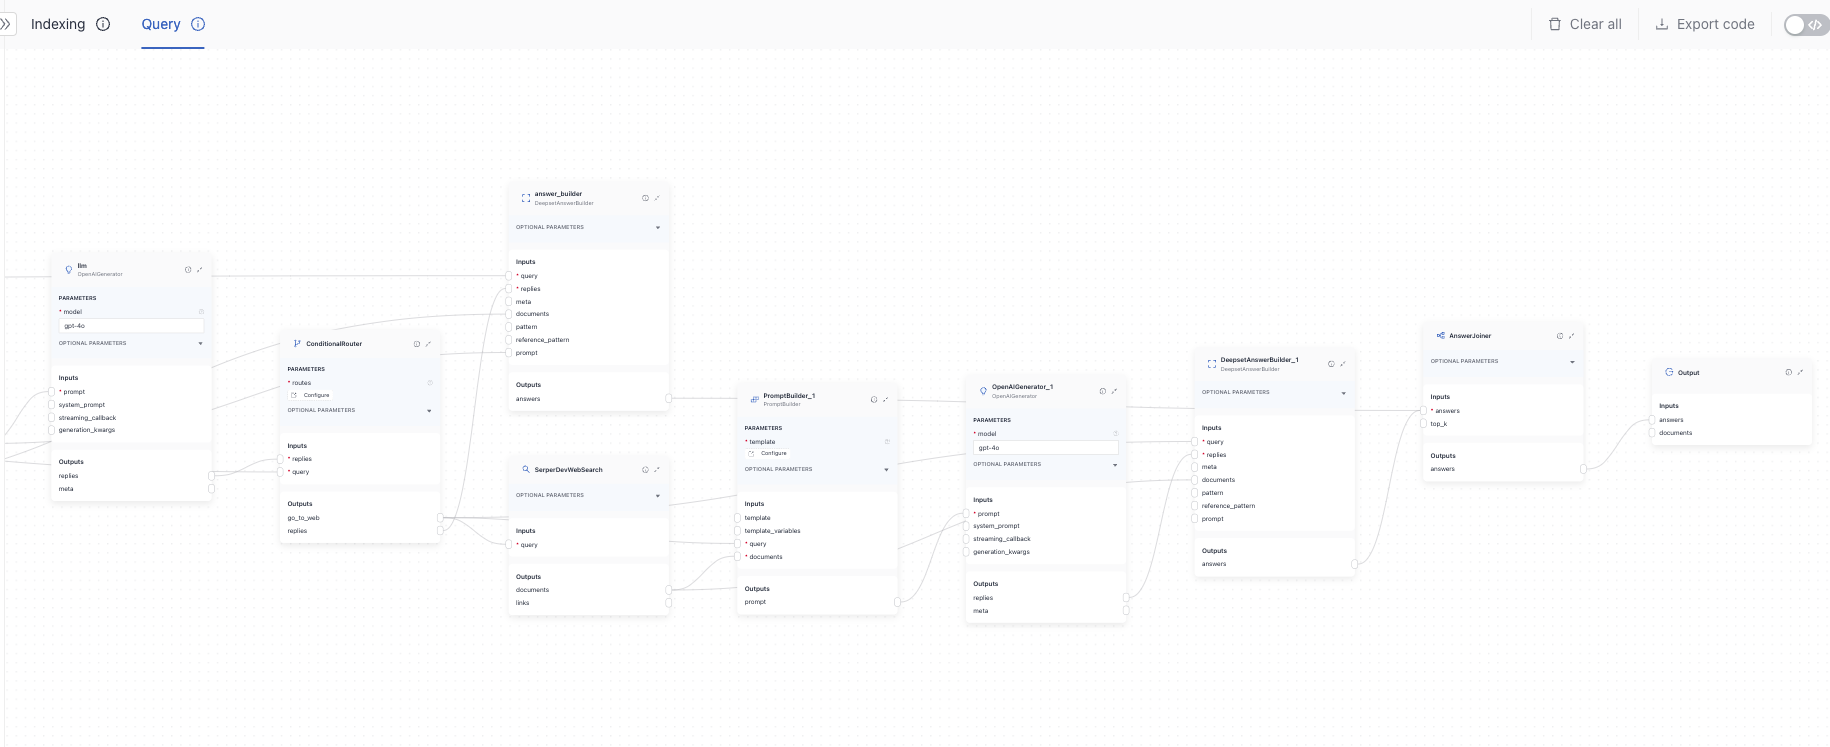 Indexing
Query
Clear all
Export code
llm
OpenAIGenerator
PARAMETERS
* model
gpt-4o
OPTIONAL PARAMETERS
Inputs
* prompt
system_prompt
streaming_callback
generation_kwargs
Outputs
replies
meta
ConditionalRouter
PARAMETERS
* routes
Configure
OPTIONAL PARAMETERS
Inputs
* replies
* query
Outputs
go_to_web
replies
answer_builder
DeepsetAnswerBuilder
OPTIONAL PARAMETERS
Inputs
* query
* replies
meta
documents
pattern
reference_pattern
prompt
Outputs
answers
SerperDevWebSearch
OPTIONAL PARAMETERS
Inputs
* query
Outputs
documents
links
PromptBuilder_1
PromptBuilder
PARAMETERS
* template
Configure
OPTIONAL PARAMETERS
Inputs
template
template_variables
* query
* documents
Outputs
prompt
OpenAIGenerator_1
OpenAIGenerator
PARAMETERS
* model
gpt-4o
OPTIONAL PARAMETERS
Inputs
* prompt
system_prompt
streaming_callback
generation_kwargs
Outputs
replies
meta
DeepsetAnswerBuilder_1
DeepsetAnswerBuilder
OPTIONAL PARAMETERS
Inputs
* query
* replies
meta
documents
pattern
reference_pattern
prompt
Outputs
answers
AnswerJoiner
OPTIONAL PARAMETERS
Inputs
* answers
top_k
Outputs
answers
Output
Inputs
answers
documents